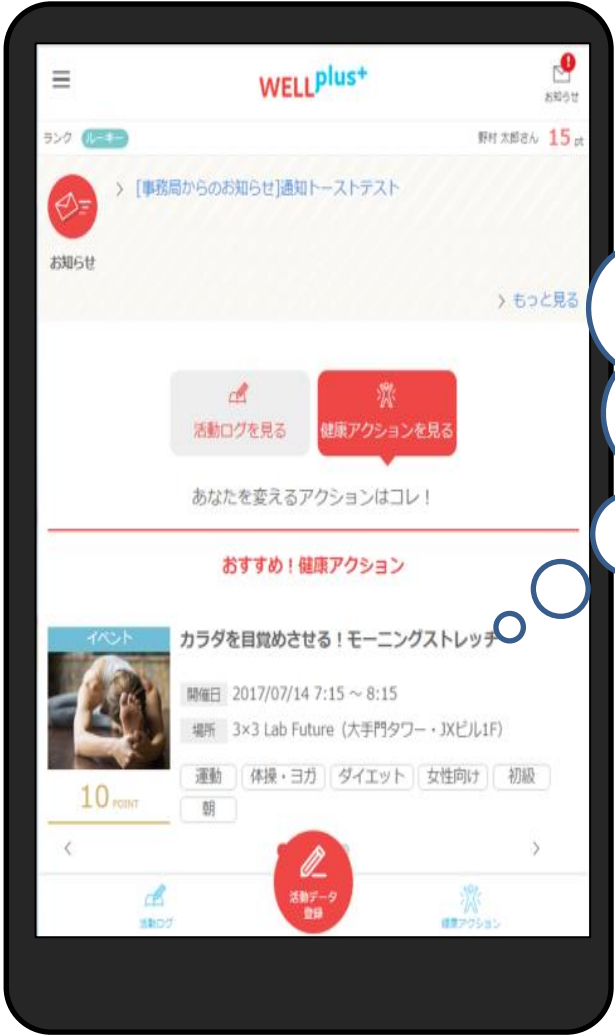 WELL plus+
お知らせ
ランク ルーキー 野村 太郎さん 15 pt
[事務局からのお知らせ]通知トーストテスト
お知らせ
もっと見る
活動ログを見る 健康アクションを見る
あなたを変えるアクションはコレ！
おすすめ！健康アクション
イベント カラダを目覚めさせる！モーニングストレッチ
開催日 2017/07/14 7:15 ～ 8:15
場所 3×3 Lab Future（大手門タワー・JXビル1F）
運動 体操・ヨガ ダイエット 女性向け 初級
10 POINT 朝
活動データ
登録
活動ログ 健康アクション